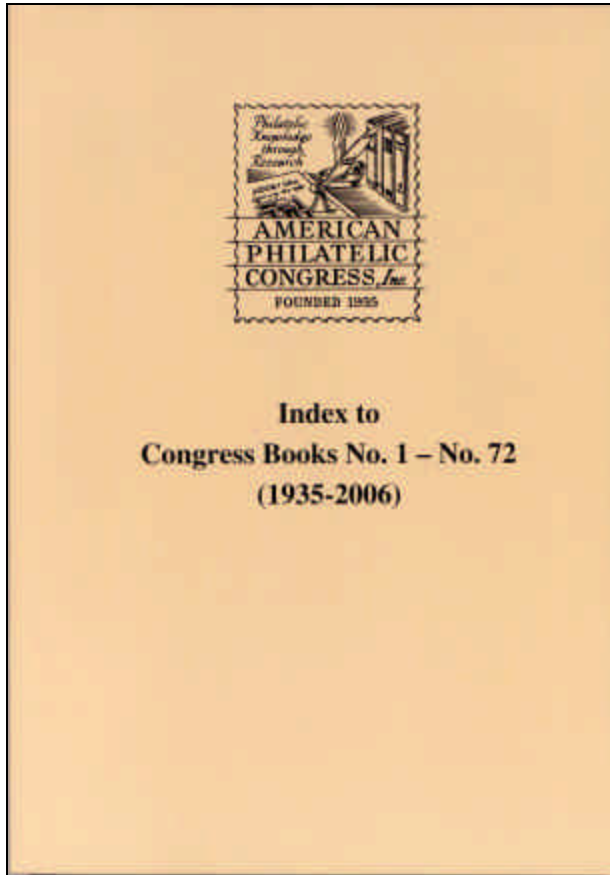 Philatelic
Knowledge
through
Research
AMERICAN
PHILATELIC
CONGRESS, Inc.
FOUNDED 1935
Index to
Congress Books No. 1 – No. 72
(1935-2006)